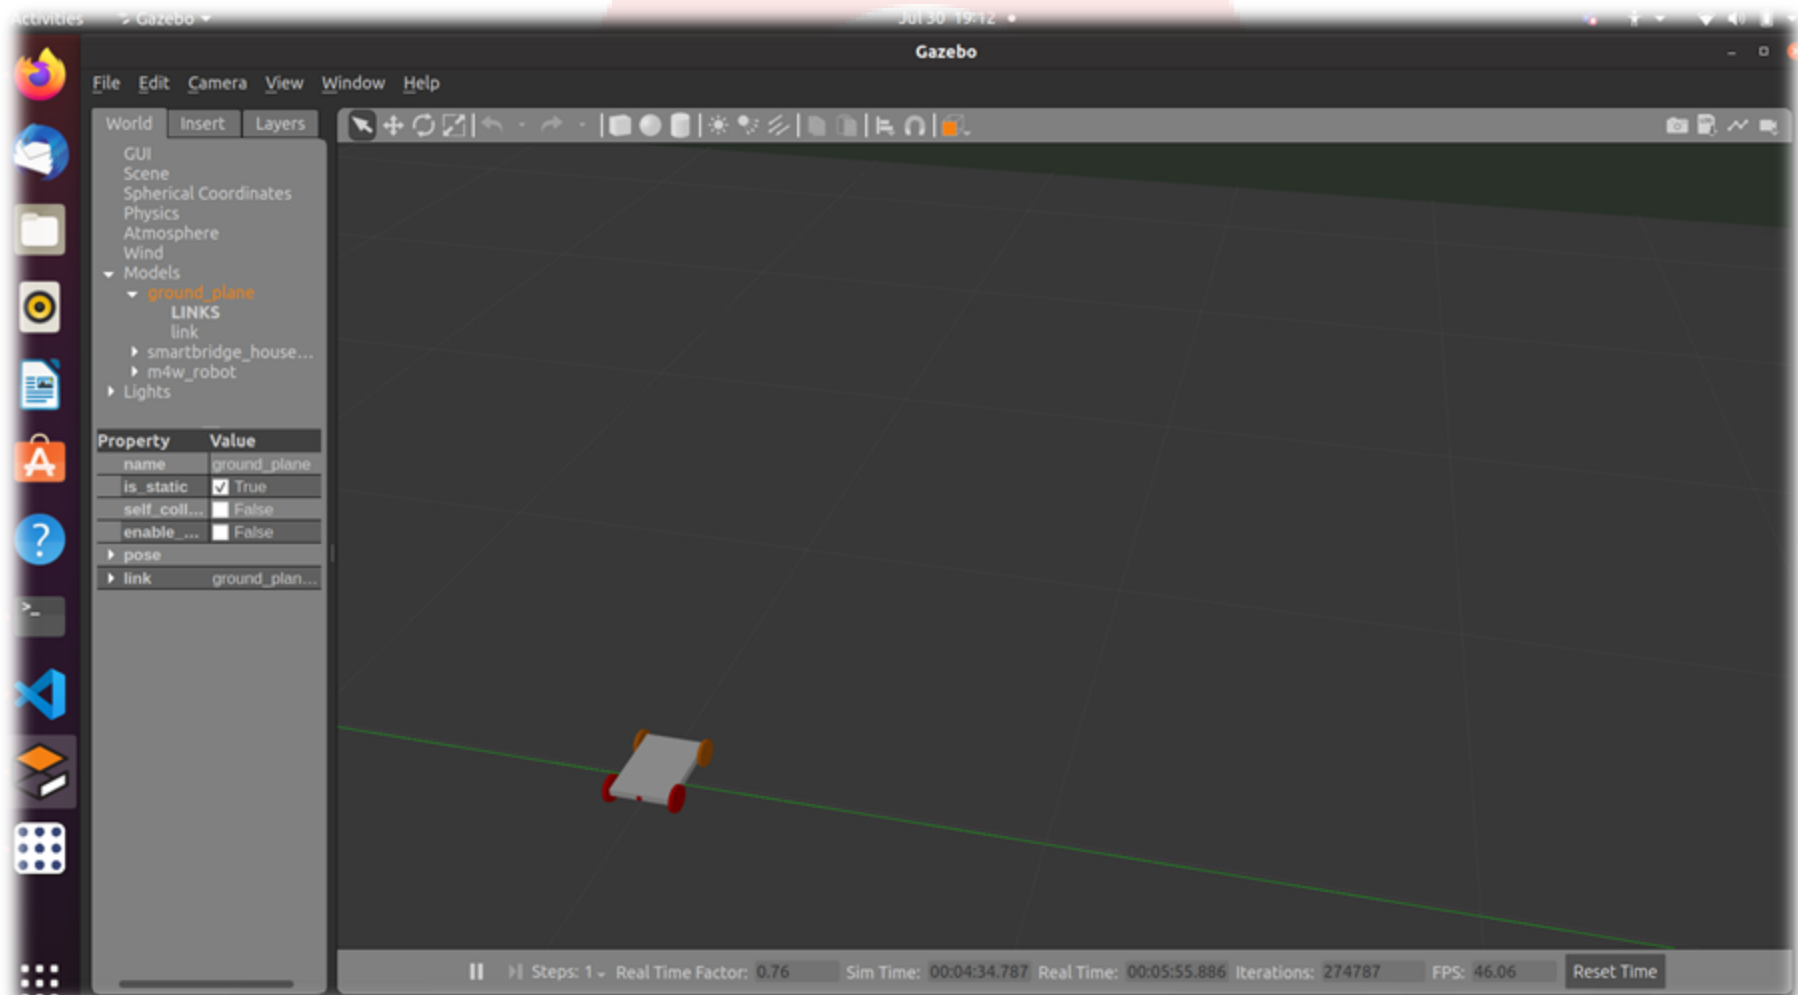 Activities Gazebo Jul 30 19:12
Gazebo
File Edit Camera View Window Help
World Insert Layers
GUI
Scene
Spherical Coordinates
Physics
Atmosphere
Wind
Models
ground_plane
LINKS
link
smartbridge_house...
m4w_robot
Lights
Property Value
name ground_plane
is_static True
self_coll... False
enable_... False
pose
link ground_plan...
Steps: 1 Real Time Factor: 0.76 Sim Time: 00:04:34.787 Real Time: 00:05:55.886 Iterations: 274787 FPS: 46.06 Reset Time